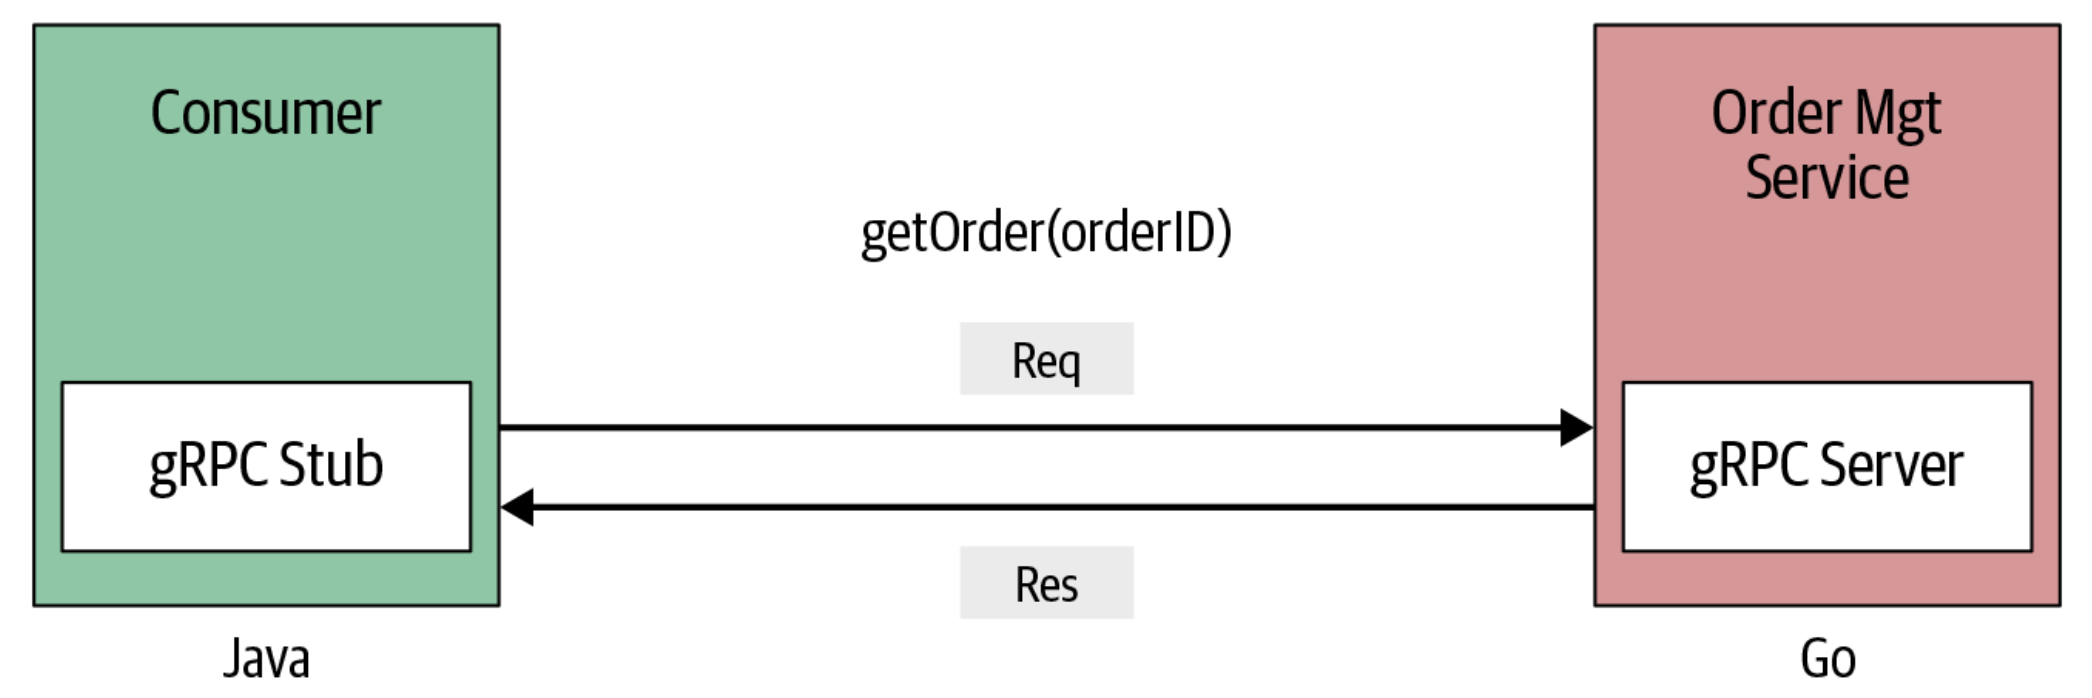 Consumer
Order Mgt
Service
getOrder(orderID)
Req
gRPC Stub
gRPC Server
Res
Java
Go